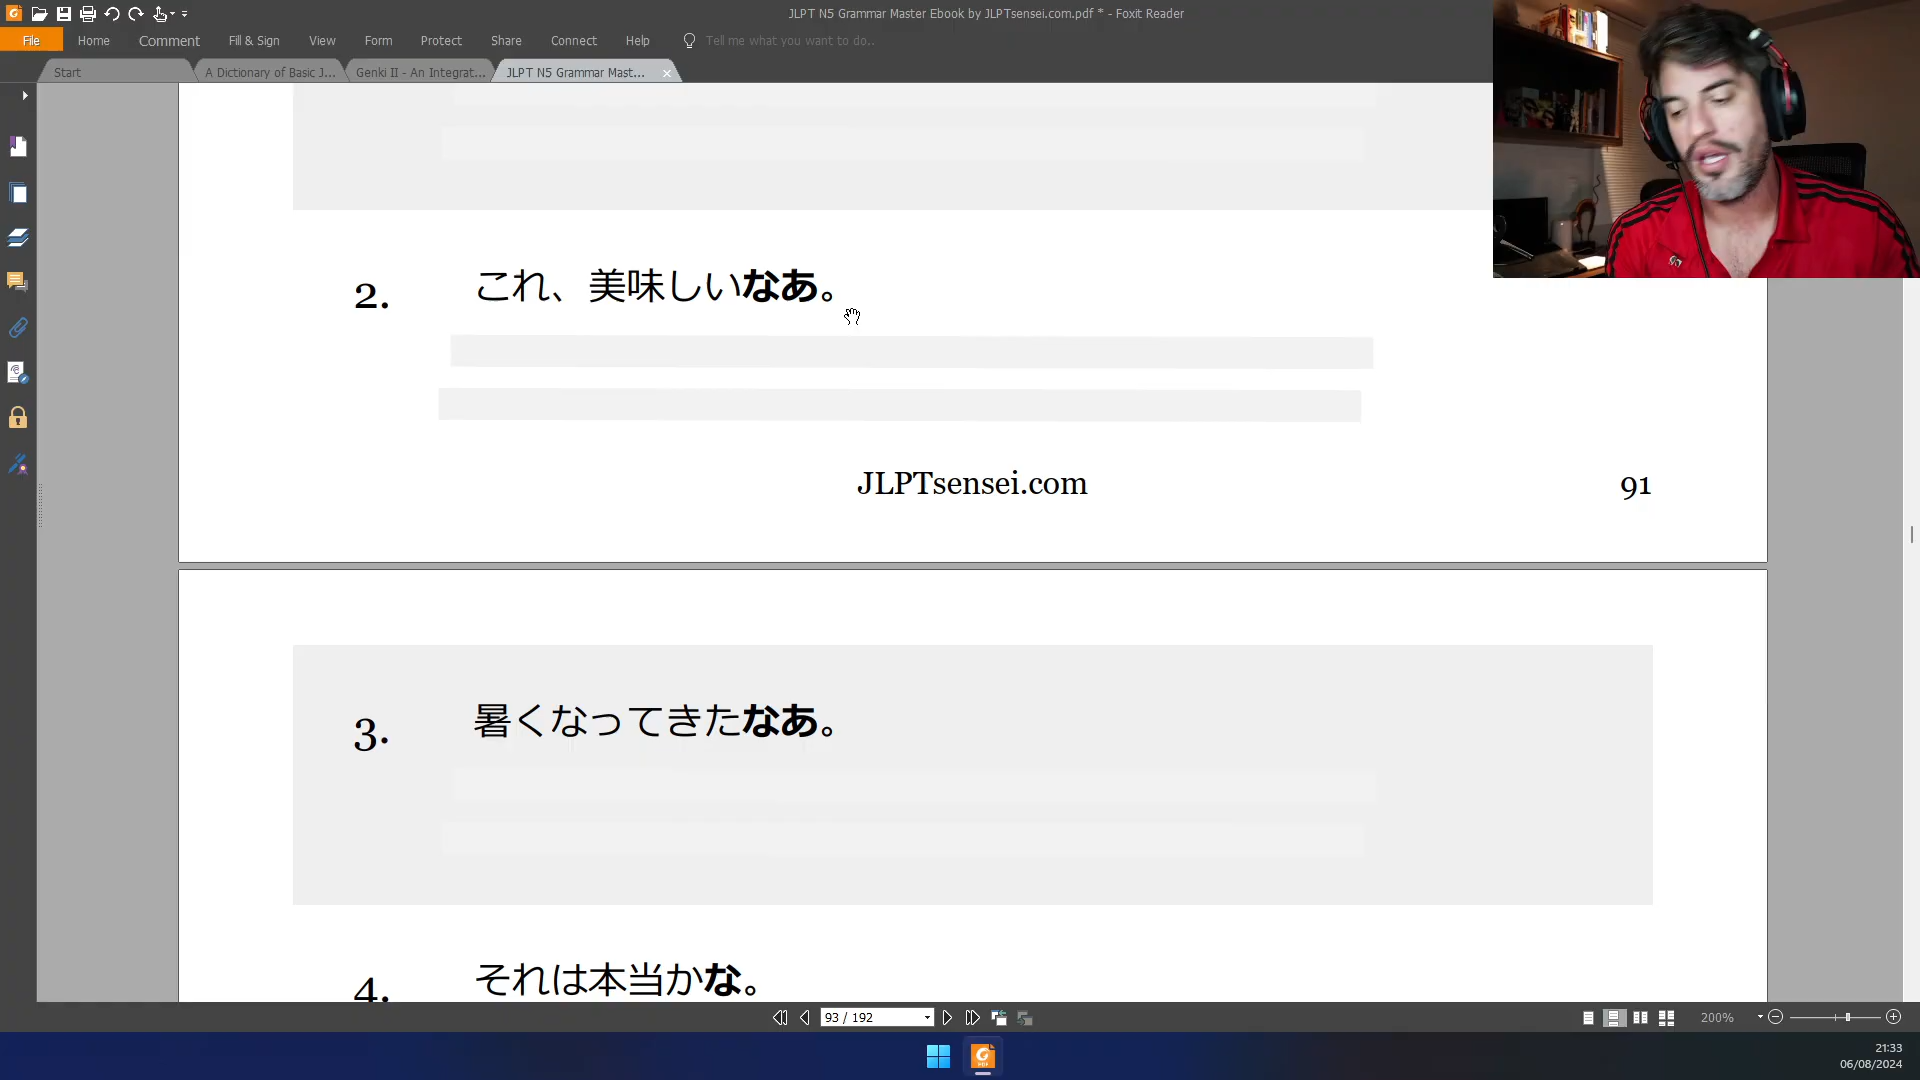 JLPT N5 Grammar Master Ebook by JLPTsensei.com.pdf * - Foxit Reader
File Home Comment Fill & Sign View Form Protect Share Connect Help Tell me what you want to do..
Start A Dictionary of Basic J... Genki II - An Integrat... JLPT N5 Grammar Mast...
2. これ、美味しいなあ。
JLPTsensei.com 91
3. 暑くなってきたなあ。
4. それは本当かな。
93 / 192 200%
21:33
06/08/2024